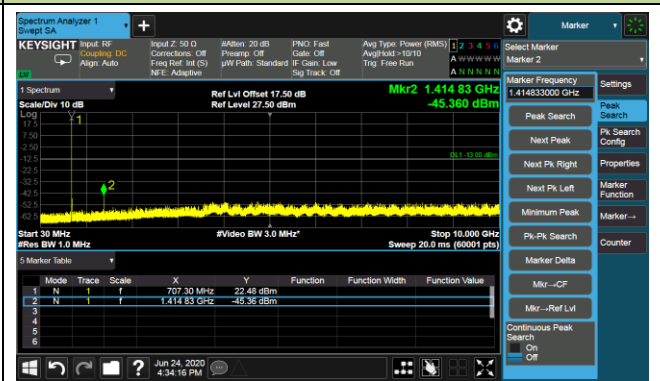 Spectrum Analyzer 1
Swept SA
Marker
KEYSIGHT
Input: RF
Coupling: DC
Align: Auto
Input Z: 50 Ω
Corrections: Off
Freq Ref: Int (S)
NFE: Adaptive
#Atten: 20 dB
Preamp: Off
µW Path: Standard
PNO: Fast
Gate: Off
IF Gain: Low
Sig Track: Off
Avg Type: Power (RMS)
Avg|Hold:>10/10
Trig: Free Run
1 2 3 4 5 6
A W W W W W
A N N N N N
Select Marker
Marker 2
1 Spectrum
Scale/Div 10 dB
Ref Lvl Offset 17.50 dB
Ref Level 27.50 dBm
Mkr2 1.414 83 GHz
-45.360 dBm
Log
17.5
7.50
-2.50
-12.5
-22.5
-32.5
-42.5
-52.5
-62.5
1
2
DL1 -13.00 dBm
Start 30 MHz
#Res BW 1.0 MHz
#Video BW 3.0 MHz*
Stop 10.000 GHz
Sweep 20.0 ms (60001 pts)
5 Marker Table
Mode Trace Scale X Y Function Function Width Function Value
1 N 1 f 707.30 MHz 22.48 dBm
2 N 1 f 1.414 83 GHz -45.36 dBm
3
4
5
6
Marker Frequency
1.414833000 GHz
Peak Search
Next Peak
Next Pk Right
Next Pk Left
Minimum Peak
Pk-Pk Search
Marker Delta
Mkr→CF
Mkr→Ref Lvl
Continuous Peak
Search
On
Off
Settings
Peak
Search
Pk Search
Config
Properties
Marker
Function
Marker→
Counter
?
Jun 24, 2020
4:34:16 PM